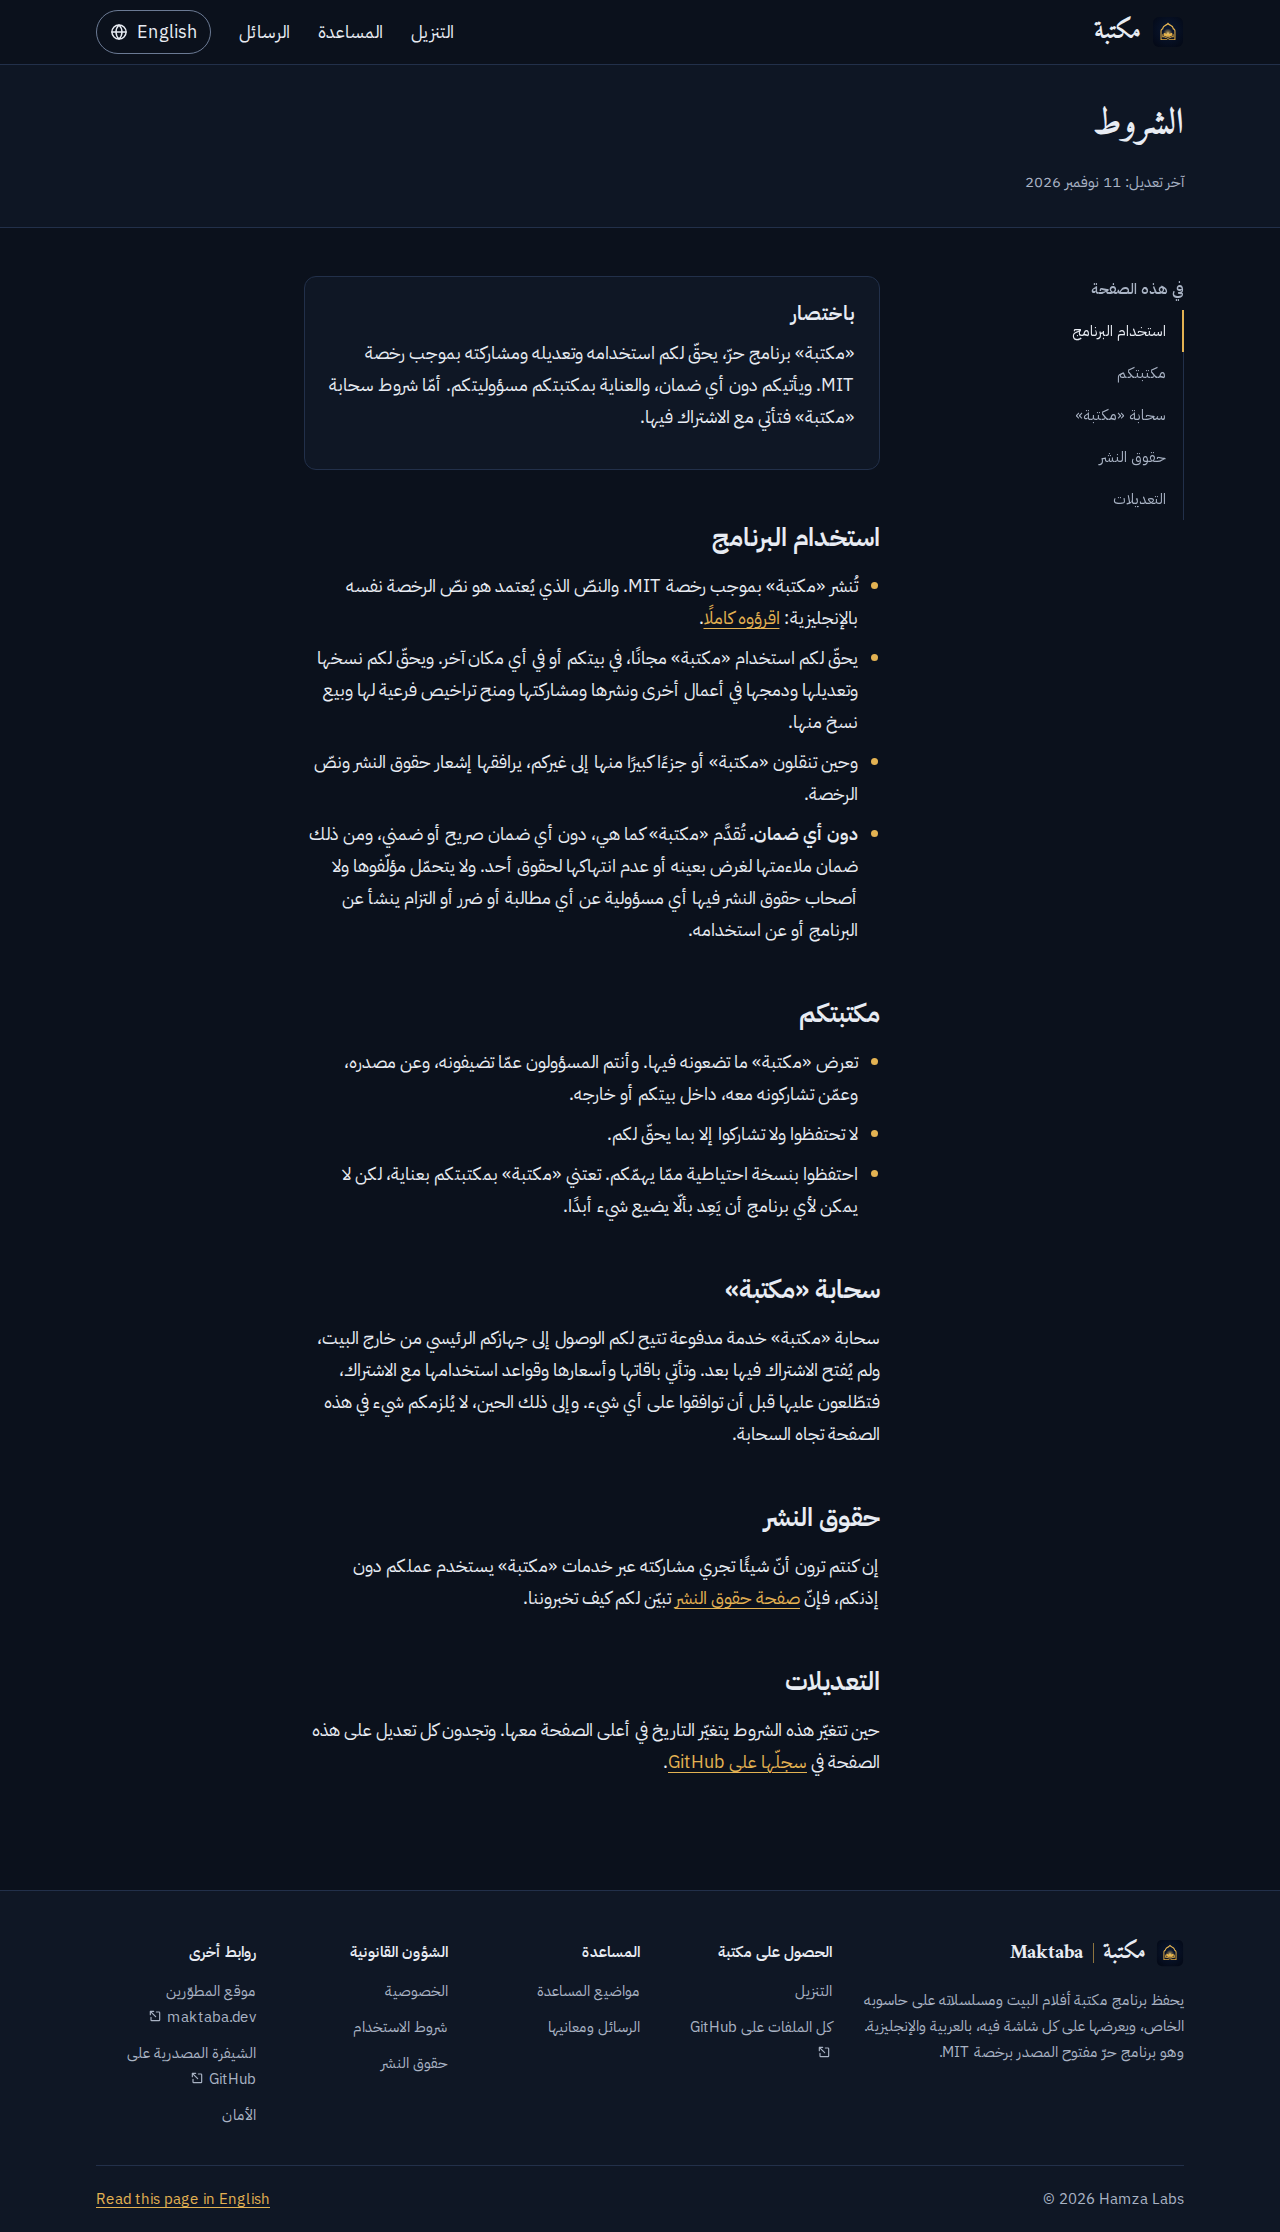 مكتبة
التنزيل
المساعدة
الرسائل
English
الشروط
آخر تعديل: 11 نوفمبر 2026
في هذه الصفحة
استخدام البرنامج
مكتبتكم
سحابة «مكتبة»
حقوق النشر
التعديلات
باختصار
«مكتبة» برنامج حرّ، يحقّ لكم استخدامه وتعديله ومشاركته بموجب رخصة
MIT. ويأتيكم دون أي ضمان، والعناية بمكتبتكم مسؤوليتكم. أمّا شروط سحابة
«مكتبة» فتأتي مع الاشتراك فيها.
استخدام البرنامج
تُنشر «مكتبة» بموجب رخصة MIT. والنصّ الذي يُعتمد هو نصّ الرخصة نفسه
بالإنجليزية: اقرؤوه كاملًا.
يحقّ لكم استخدام «مكتبة» مجانًا، في بيتكم أو في أي مكان آخر. ويحقّ لكم نسخها
وتعديلها ودمجها في أعمال أخرى ونشرها ومشاركتها ومنح تراخيص فرعية لها وبيع
نسخ منها.
وحين تنقلون «مكتبة» أو جزءًا كبيرًا منها إلى غيركم، يرافقها إشعار حقوق النشر ونصّ
الرخصة.
دون أي ضمان. تُقدَّم «مكتبة» كما هي، دون أي ضمان صريح أو ضمني، ومن ذلك
ضمان ملاءمتها لغرض بعينه أو عدم انتهاكها لحقوق أحد. ولا يتحمّل مؤلّفوها ولا
أصحاب حقوق النشر فيها أي مسؤولية عن أي مطالبة أو ضرر أو التزام ينشأ عن
البرنامج أو عن استخدامه.
مكتبتكم
تعرض «مكتبة» ما تضعونه فيها. وأنتم المسؤولون عمّا تضيفونه، وعن مصدره،
وعمّن تشاركونه معه، داخل بيتكم أو خارجه.
لا تحتفظوا ولا تشاركوا إلا بما يحقّ لكم.
احتفظوا بنسخة احتياطية ممّا يهمّكم. تعتني «مكتبة» بمكتبتكم بعناية، لكن لا
يمكن لأي برنامج أن يَعِد بألّا يضيع شيء أبدًا.
سحابة «مكتبة»
سحابة «مكتبة» خدمة مدفوعة تتيح لكم الوصول إلى جهازكم الرئيسي من خارج البيت،
ولم يُفتح الاشتراك فيها بعد. وتأتي باقاتها وأسعارها وقواعد استخدامها مع الاشتراك،
فتطّلعون عليها قبل أن توافقوا على أي شيء. وإلى ذلك الحين، لا يُلزمكم شيء في هذه
الصفحة تجاه السحابة.
حقوق النشر
إن كنتم ترون أنّ شيئًا تجري مشاركته عبر خدمات «مكتبة» يستخدم عملكم دون
إذنكم، فإنّ صفحة حقوق النشر تبيّن لكم كيف تخبروننا.
التعديلات
حين تتغيّر هذه الشروط يتغيّر التاريخ في أعلى الصفحة معها. وتجدون كل تعديل على هذه
الصفحة في سجلّها على GitHub.
مكتبة | Maktaba
يحفظ برنامج مكتبة أفلام البيت ومسلسلاته على حاسوبه
الخاص، ويعرضها على كل شاشة فيه، بالعربية والإنجليزية.
وهو برنامج حرّ مفتوح المصدر برخصة MIT.
الحصول على مكتبة
التنزيل
كل الملفات على GitHub
المساعدة
مواضيع المساعدة
الرسائل ومعانيها
الشؤون القانونية
الخصوصية
شروط الاستخدام
حقوق النشر
روابط أخرى
موقع المطوّرين
maktaba.dev
الشيفرة المصدرية على
GitHub
الأمان
© 2026 Hamza Labs
Read this page in English